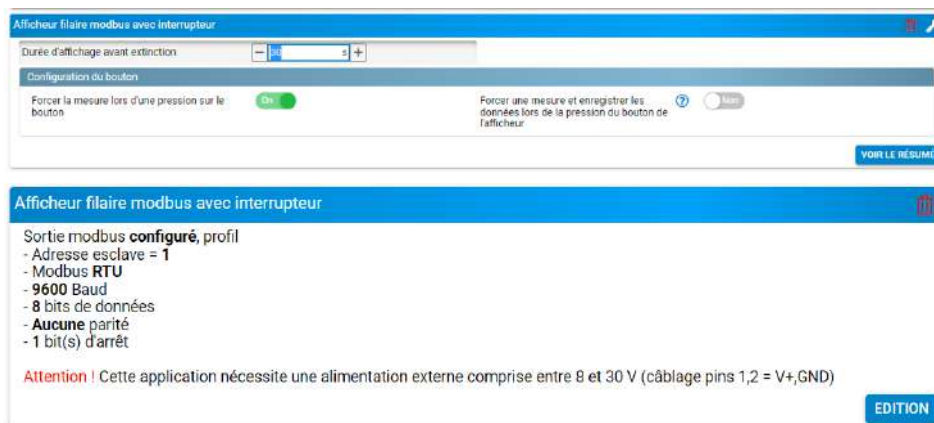 Afficheur filaire modbus avec interrupteur
Durée d'affichage avant extinction
30 s
Configuration du bouton
Forcer la mesure lors d'une pression sur le
bouton
On
Forcer une mesure et enregistrer les
données lors de la pression du bouton de
l'afficheur
Non
VOIR LE RÉSUMÉ
Afficheur filaire modbus avec interrupteur
Sortie modbus configuré, profil
- Adresse esclave = 1
- Modbus RTU
- 9600 Baud
- 8 bits de données
- Aucune parité
- 1 bit(s) d'arrêt
Attention ! Cette application nécessite une alimentation externe comprise entre 8 et 30 V (câblage pins 1,2 = V+,GND)
EDITION